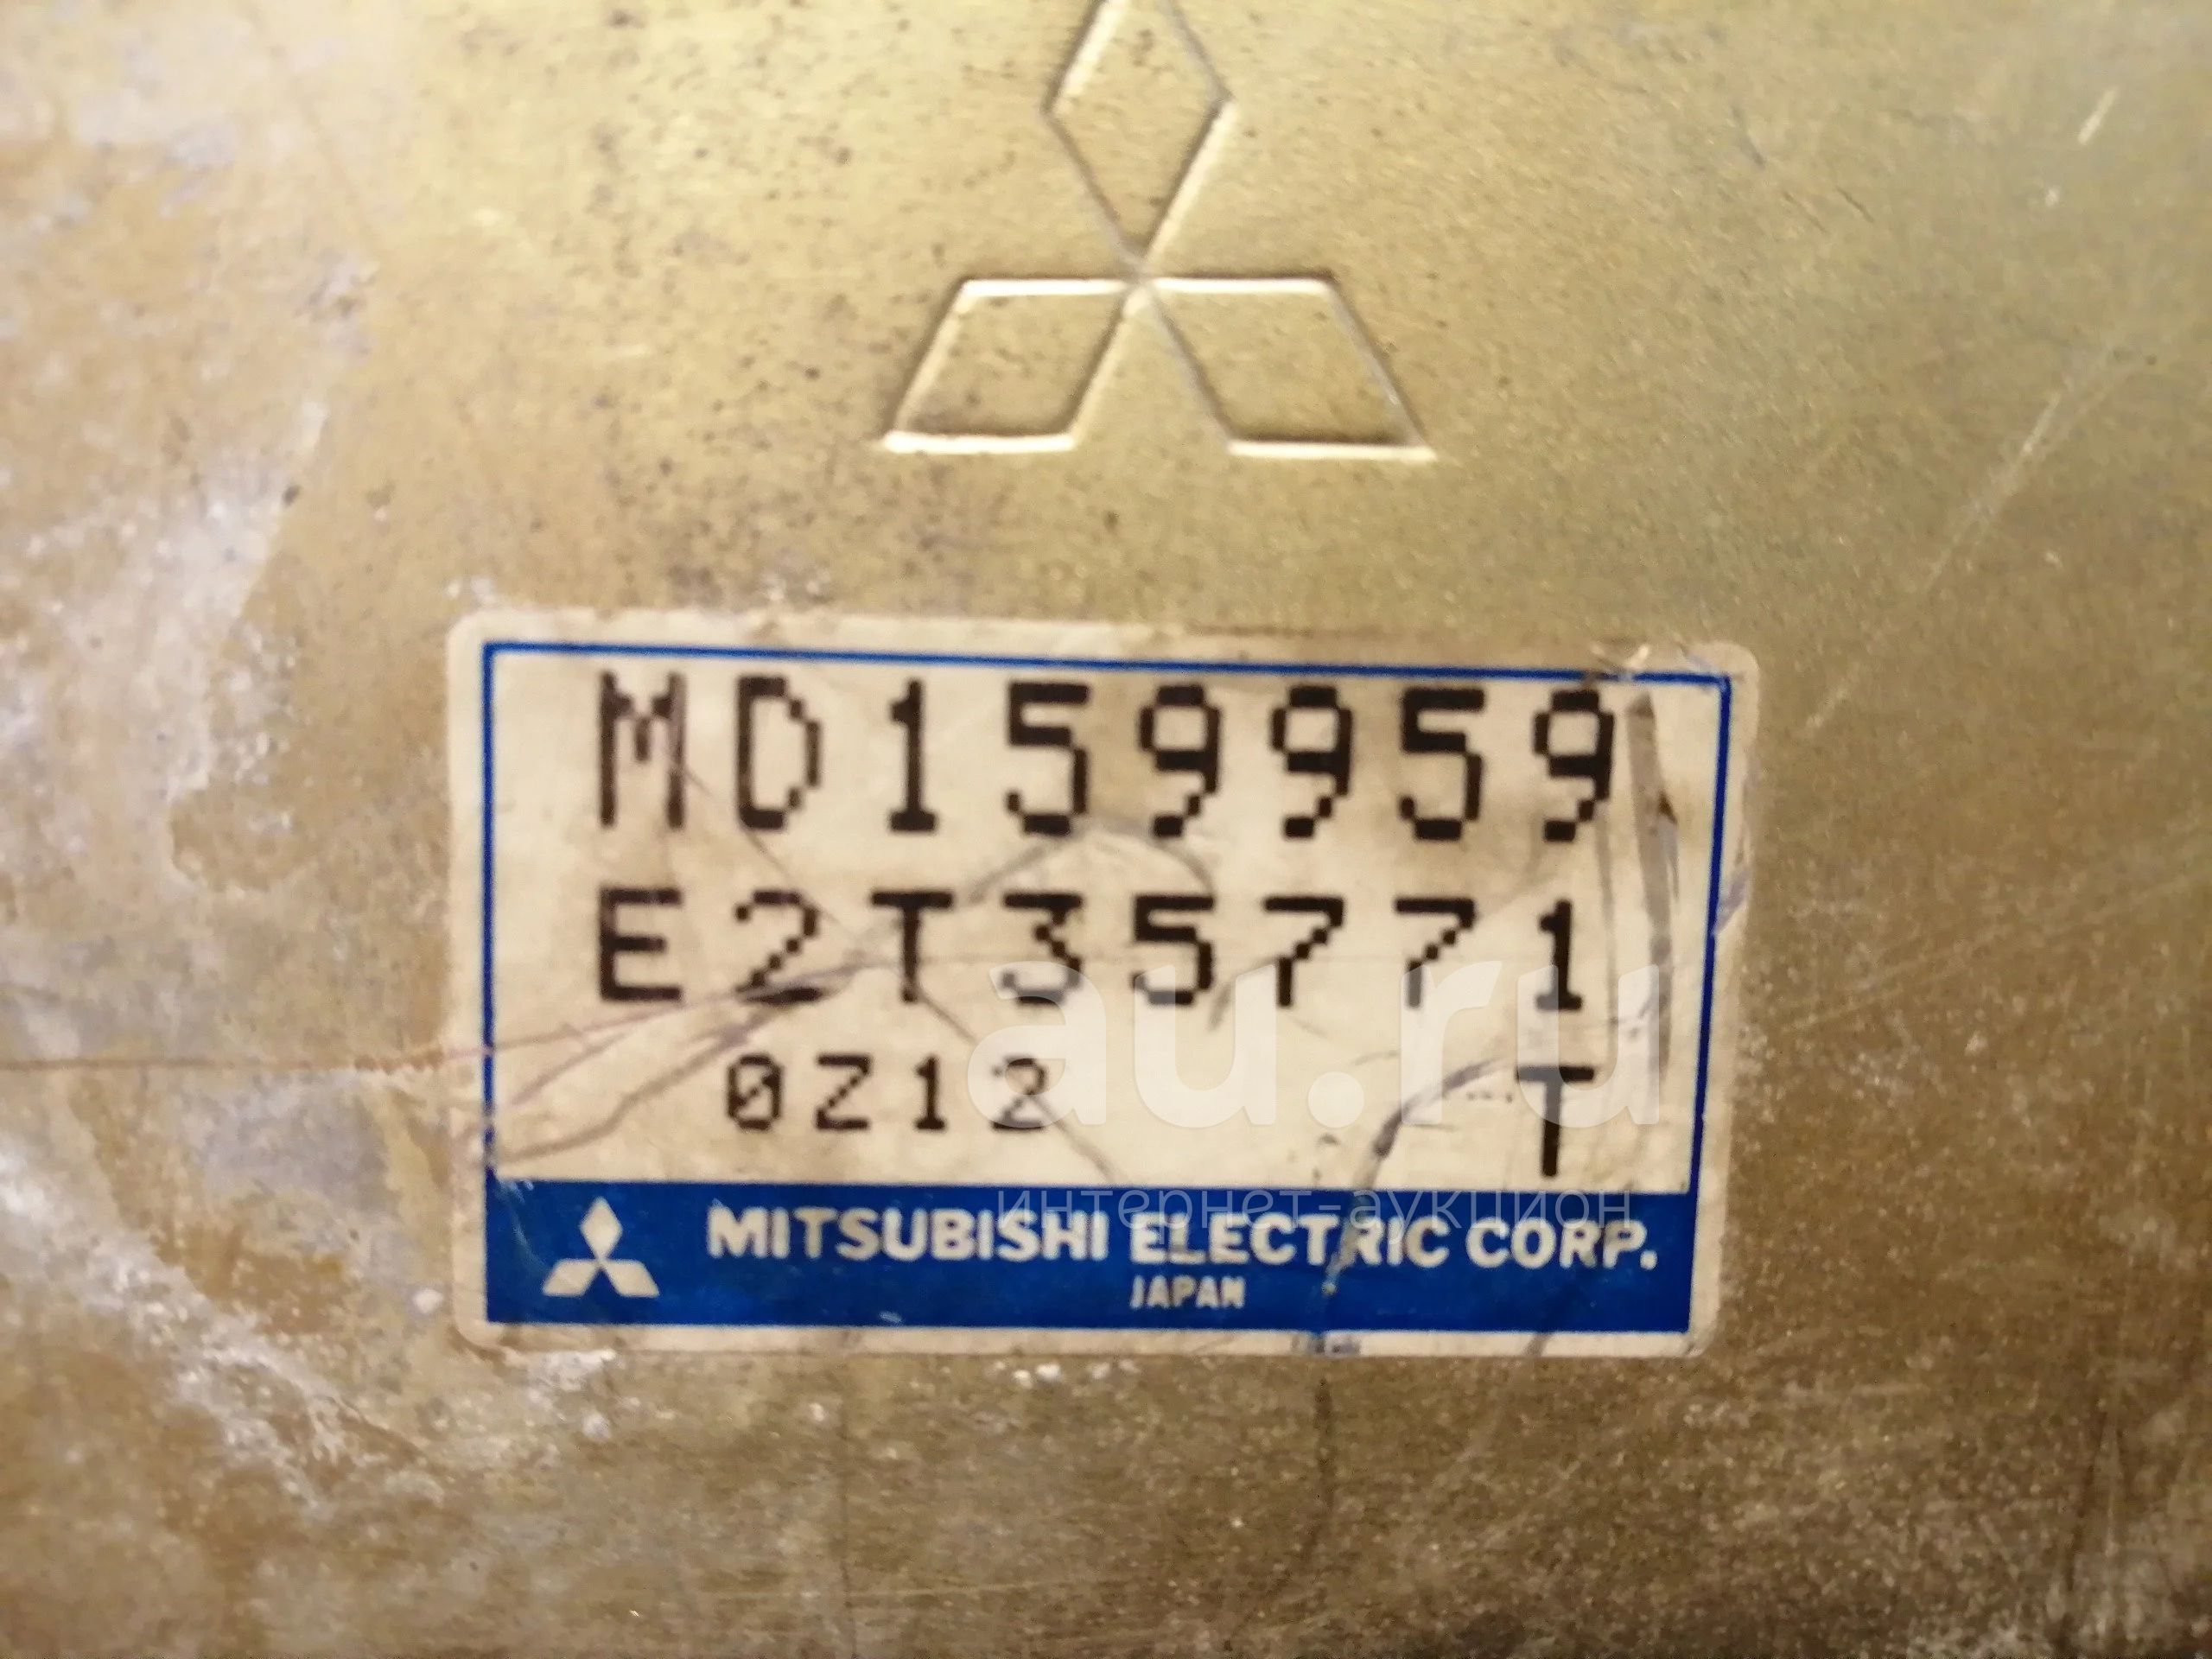 MD159959
E2T35771
0Z12 T
au.ru
интернет-аукцион
MITSUBISHI ELECTRIC CORP.
JAPAN